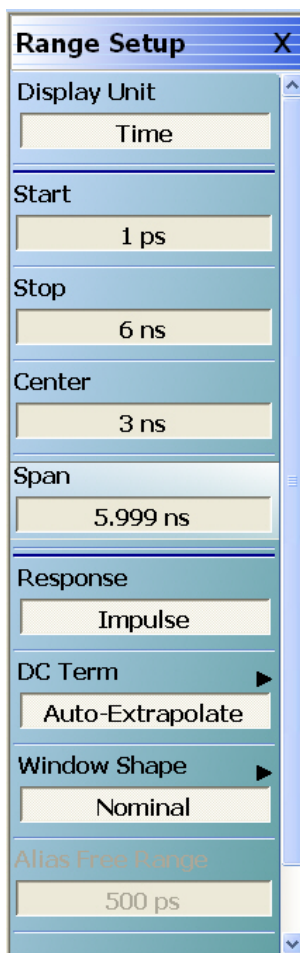 Range Setup X
Display Unit
Time
Start
1 ps
Stop
6 ns
Center
3 ns
Span
5.999 ns
Response
Impulse
DC Term
Auto-Extrapolate
Window Shape
Nominal
Alias Free Range
500 ps